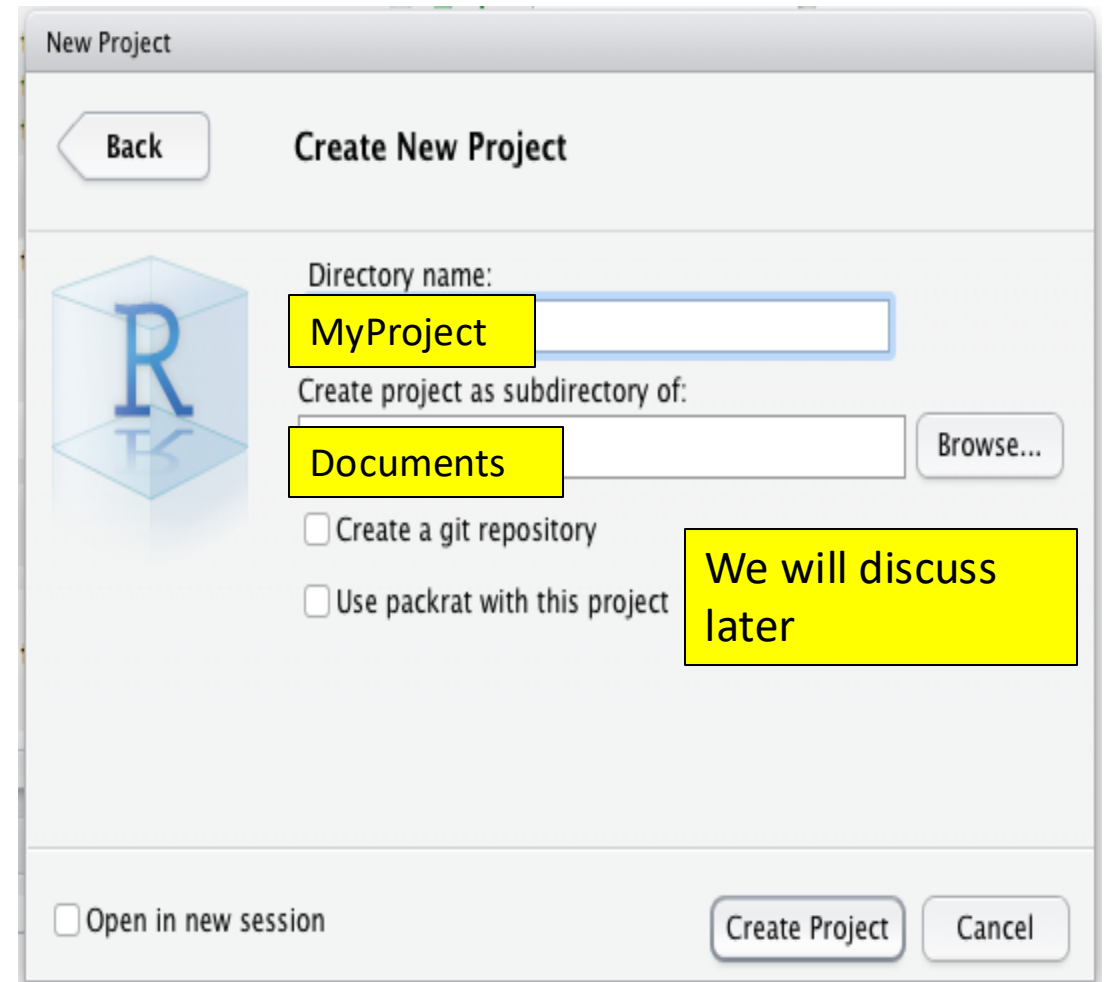 New Project
Back
Create New Project
R
Directory name:
MyProject
Create project as subdirectory of:
Documents
Browse...
Create a git repository
Use packrat with this project
We will discuss
later
Open in new session
Create Project
Cancel